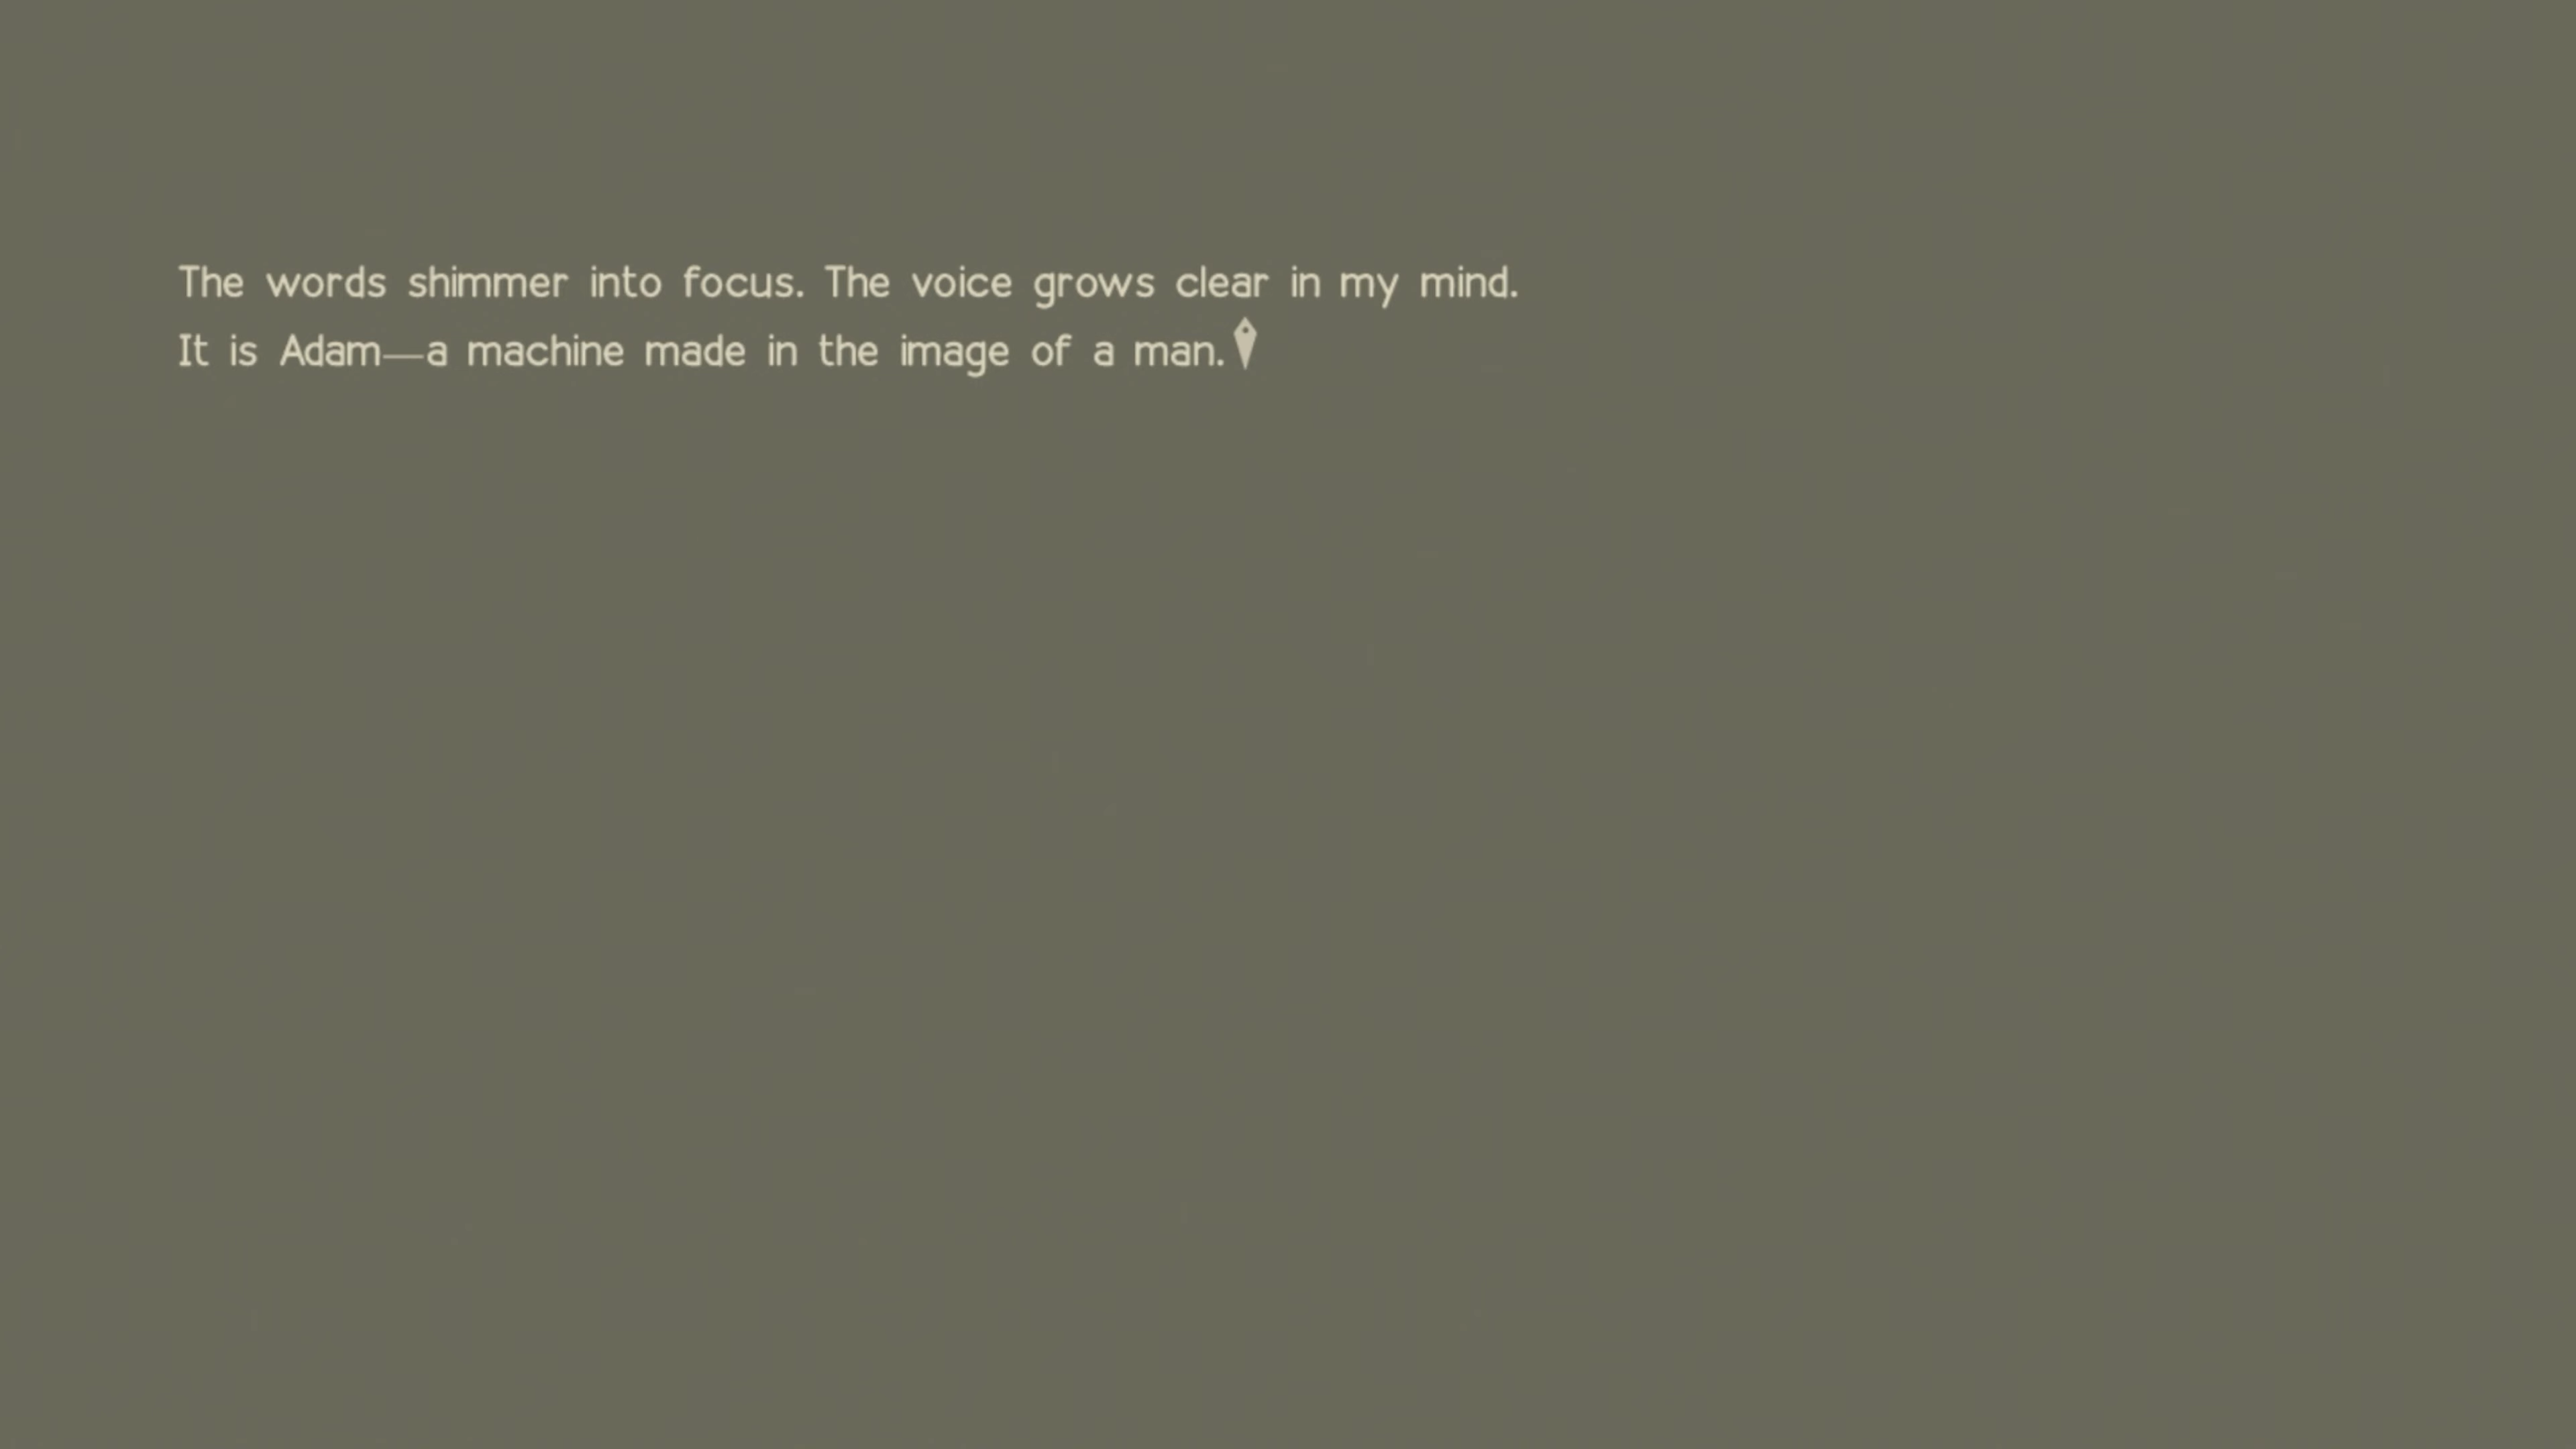 The words shimmer into focus. The voice grows clear in my mind.
It is Adam—a machine made in the image of a man.